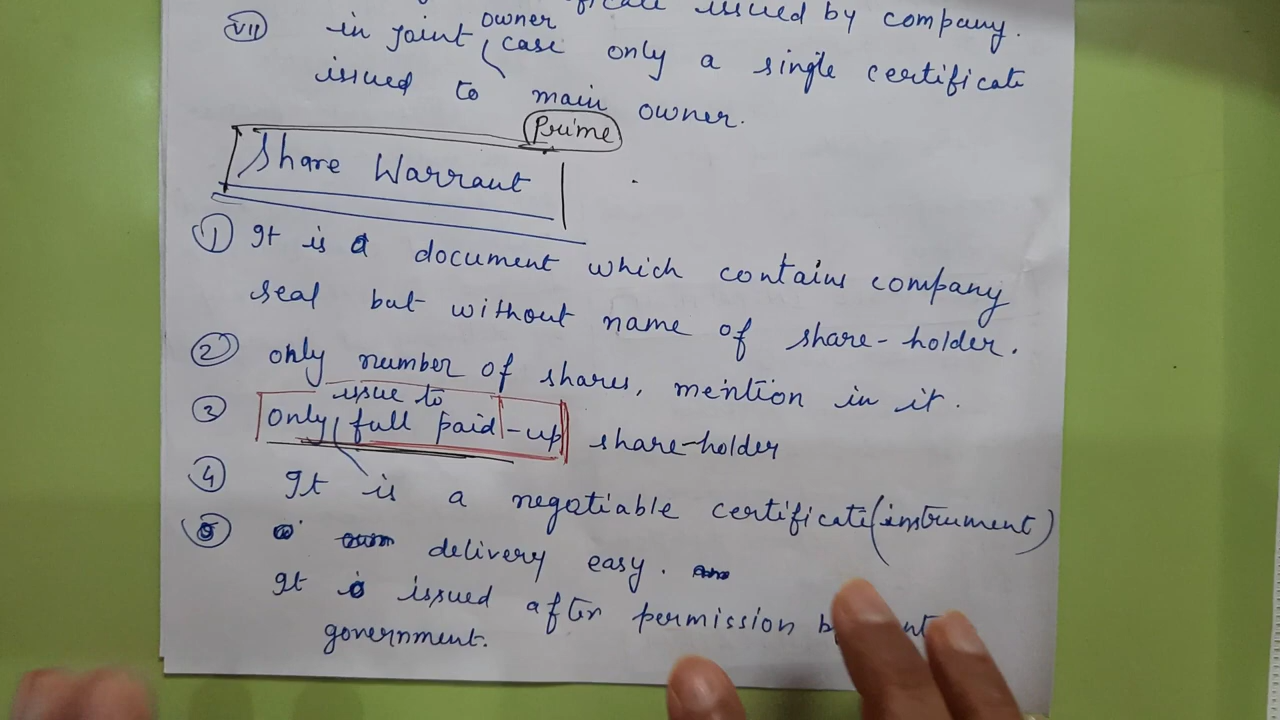 issued by company.
VII in joint owner case only a single certificate
issued to main owner.
Prime
Share Warrant
1 It is a document which contains company
seal but without name of share-holder.
2 only number of shares, mention in it.
3 only issue to full paid-up share-holder
4 It is a negotiable certificate (instrument)
5 delivery easy.
It is issued after permission
government.